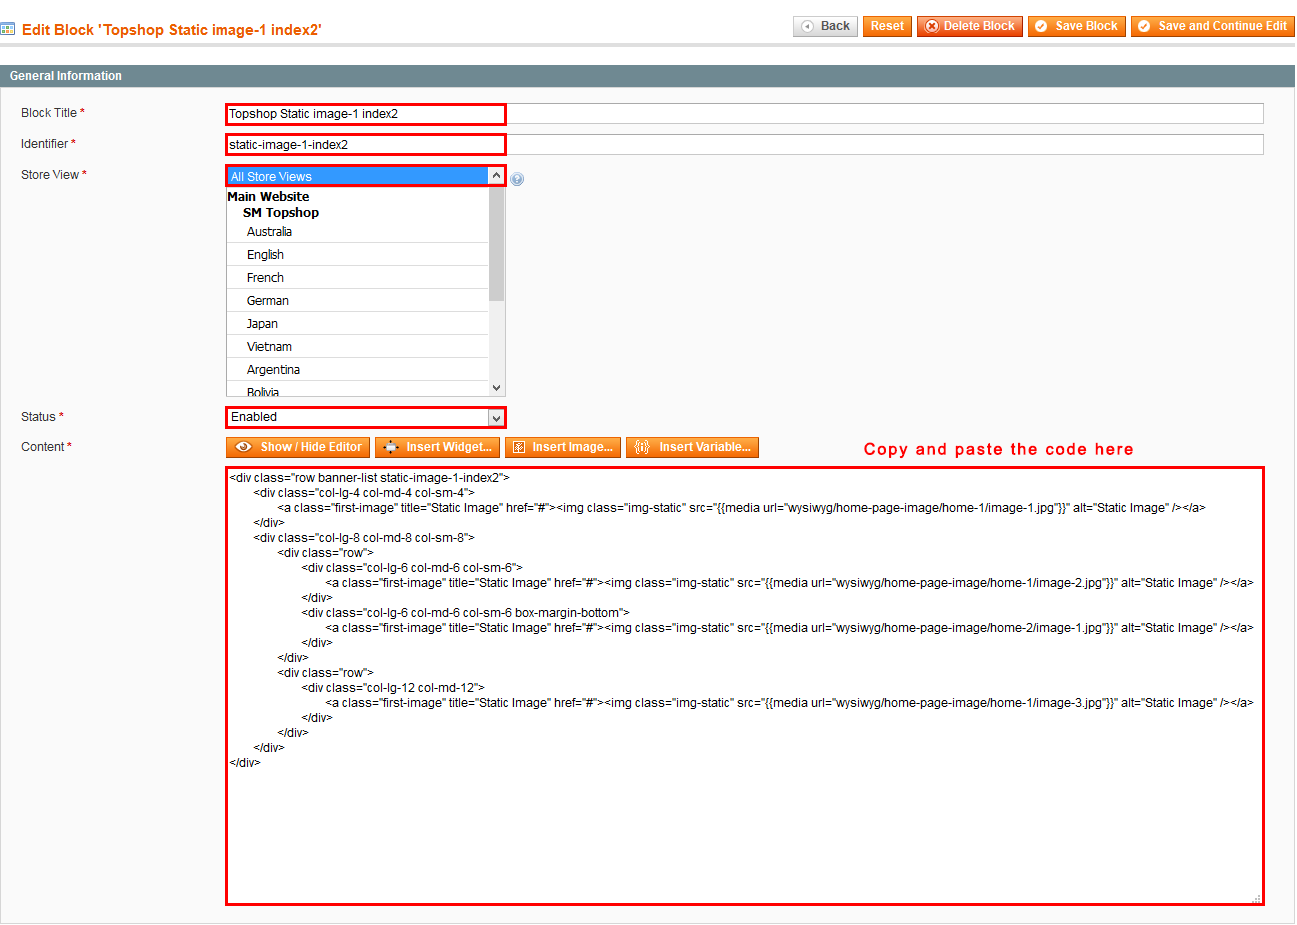 Edit Block 'Topshop Static image-1 index2'
Back Reset Delete Block Save Block Save and Continue Edit
General Information
Block Title *
Topshop Static image-1 index2
Identifier *
static-image-1-index2
Store View *
All Store Views
Main Website
SM Topshop
Australia
English
French
German
Japan
Vietnam
Argentina
Bolivia
Status *
Enabled
Content *
Show / Hide Editor Insert Widget... Insert Image... Insert Variable...
Copy and paste the code here
<div class="row banner-list static-image-1-index2">
<div class="col-lg-4 col-md-4 col-sm-4">
<a class="first-image" title="Static Image" href="#"><img class="img-static" src="{{media url="wysiwyg/home-page-image/home-1/image-1.jpg"}}" alt="Static Image" /></a>
</div>
<div class="col-lg-8 col-md-8 col-sm-8">
<div class="row">
<div class="col-lg-6 col-md-6 col-sm-6">
<a class="first-image" title="Static Image" href="#"><img class="img-static" src="{{media url="wysiwyg/home-page-image/home-1/image-2.jpg"}}" alt="Static Image" /></a>
</div>
<div class="col-lg-6 col-md-6 col-sm-6 box-margin-bottom">
<a class="first-image" title="Static Image" href="#"><img class="img-static" src="{{media url="wysiwyg/home-page-image/home-2/image-1.jpg"}}" alt="Static Image" /></a>
</div>
</div>
<div class="row">
<div class="col-lg-12 col-md-12">
<a class="first-image" title="Static Image" href="#"><img class="img-static" src="{{media url="wysiwyg/home-page-image/home-1/image-3.jpg"}}" alt="Static Image" /></a>
</div>
</div>
</div>
</div>